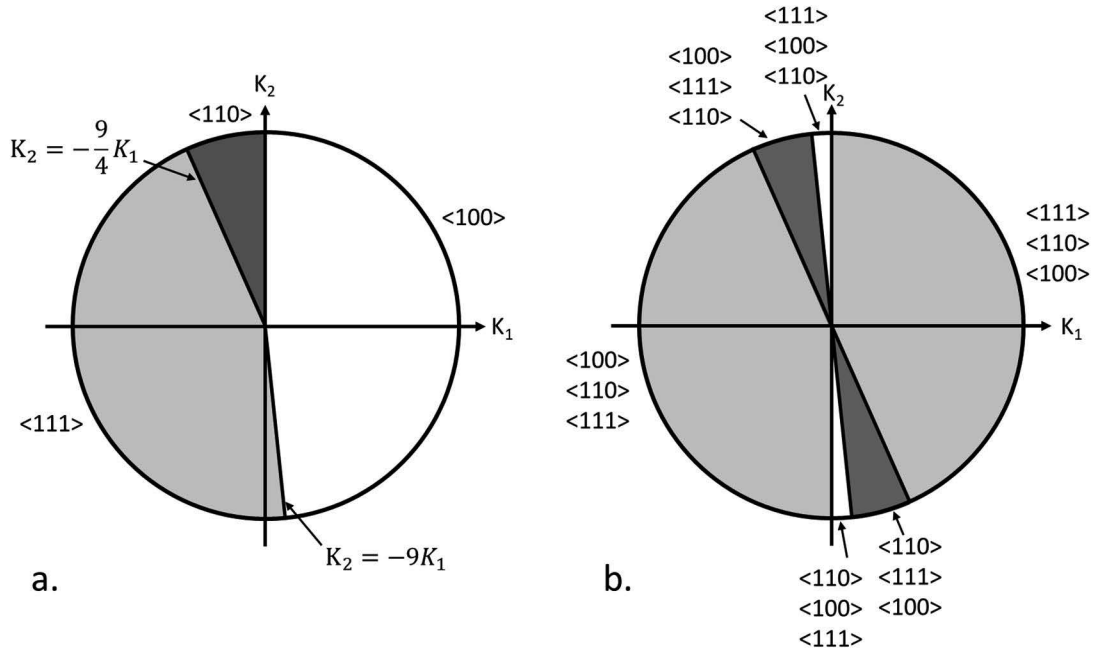 K₂
<110>
K₂ = -9/4 K₁
<100>
K₁
<111>
K₂ = -9K₁
a.
<111>
<100>
<110>
<100>
<111>
<110>
K₂
<111>
<110>
<100>
K₁
<100>
<110>
<111>
<110>
<111>
<100>
<110>
<100>
<111>
b.